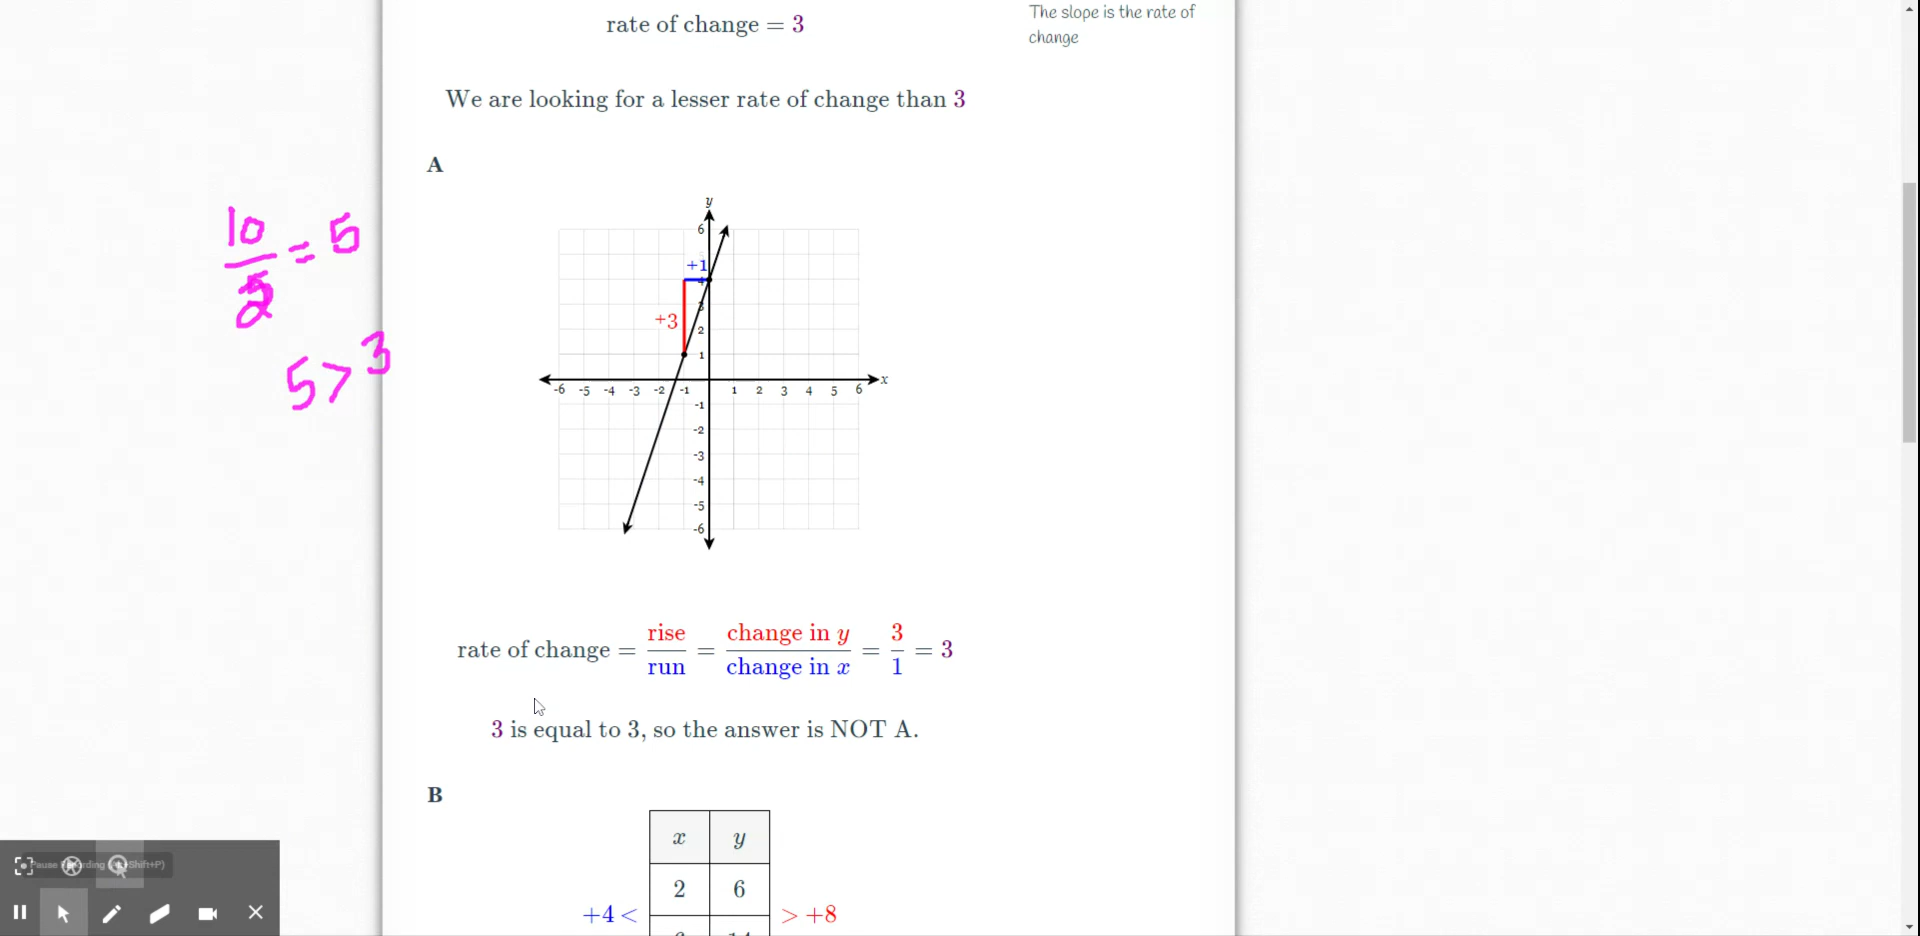 rate of change = 3
The slope is the rate of
change
We are looking for a lesser rate of change than 3
A
10/2 = 5
5 > 3
y
6
+1
4
3
+3
2
1
x
-6 -5 -4 -3 -2 -1 1 2 3 4 5 6
-1
-2
-3
-4
-5
-6
rate of change = rise/run = change in y/change in x = 3/1 = 3
3 is equal to 3, so the answer is NOT A.
B
x y
2 6
+4 < > +8